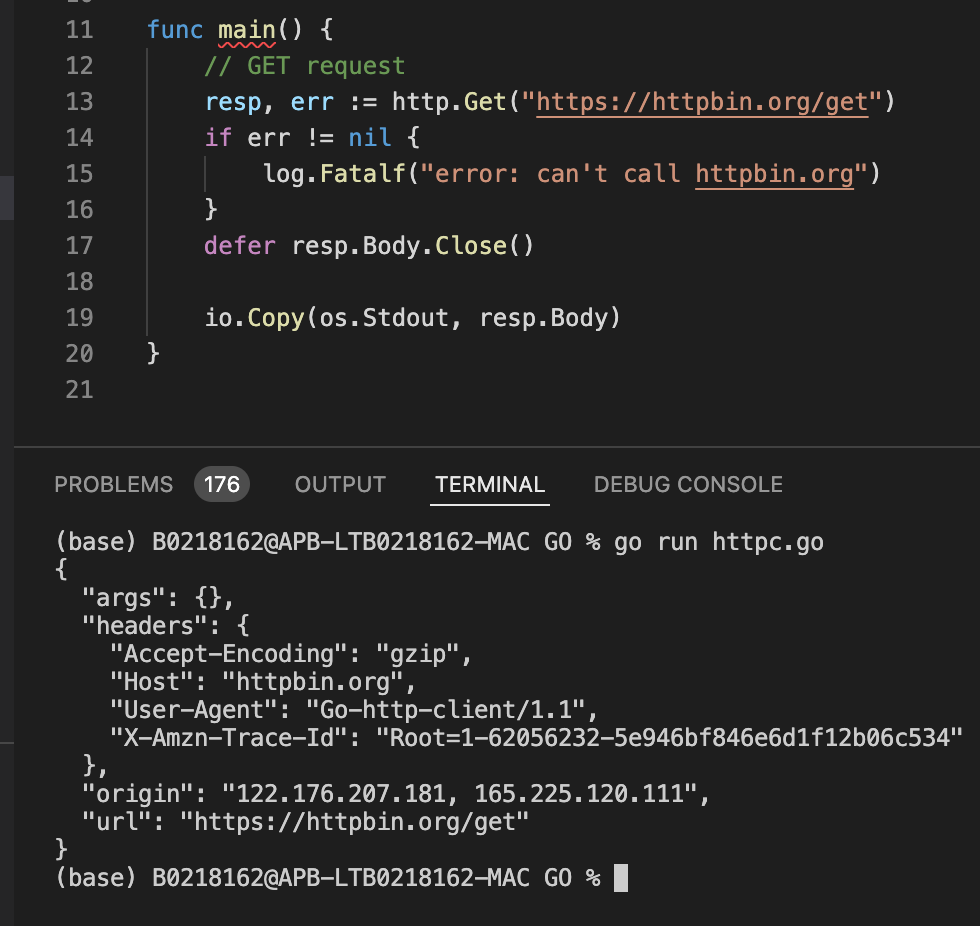 11 func main() {
12 // GET request
13 resp, err := http.Get("https://httpbin.org/get")
14 if err != nil {
15 log.Fatalf("error: can't call httpbin.org")
16 }
17 defer resp.Body.Close()
18
19 io.Copy(os.Stdout, resp.Body)
20 }
21
PROBLEMS 176 OUTPUT TERMINAL DEBUG CONSOLE
(base) B0218162@APB-LTB0218162-MAC GO % go run httpc.go
{
"args": {},
"headers": {
"Accept-Encoding": "gzip",
"Host": "httpbin.org",
"User-Agent": "Go-http-client/1.1",
"X-Amzn-Trace-Id": "Root=1-62056232-5e946bf846e6d1f12b06c534"
},
"origin": "122.176.207.181, 165.225.120.111",
"url": "https://httpbin.org/get"
}
(base) B0218162@APB-LTB0218162-MAC GO %